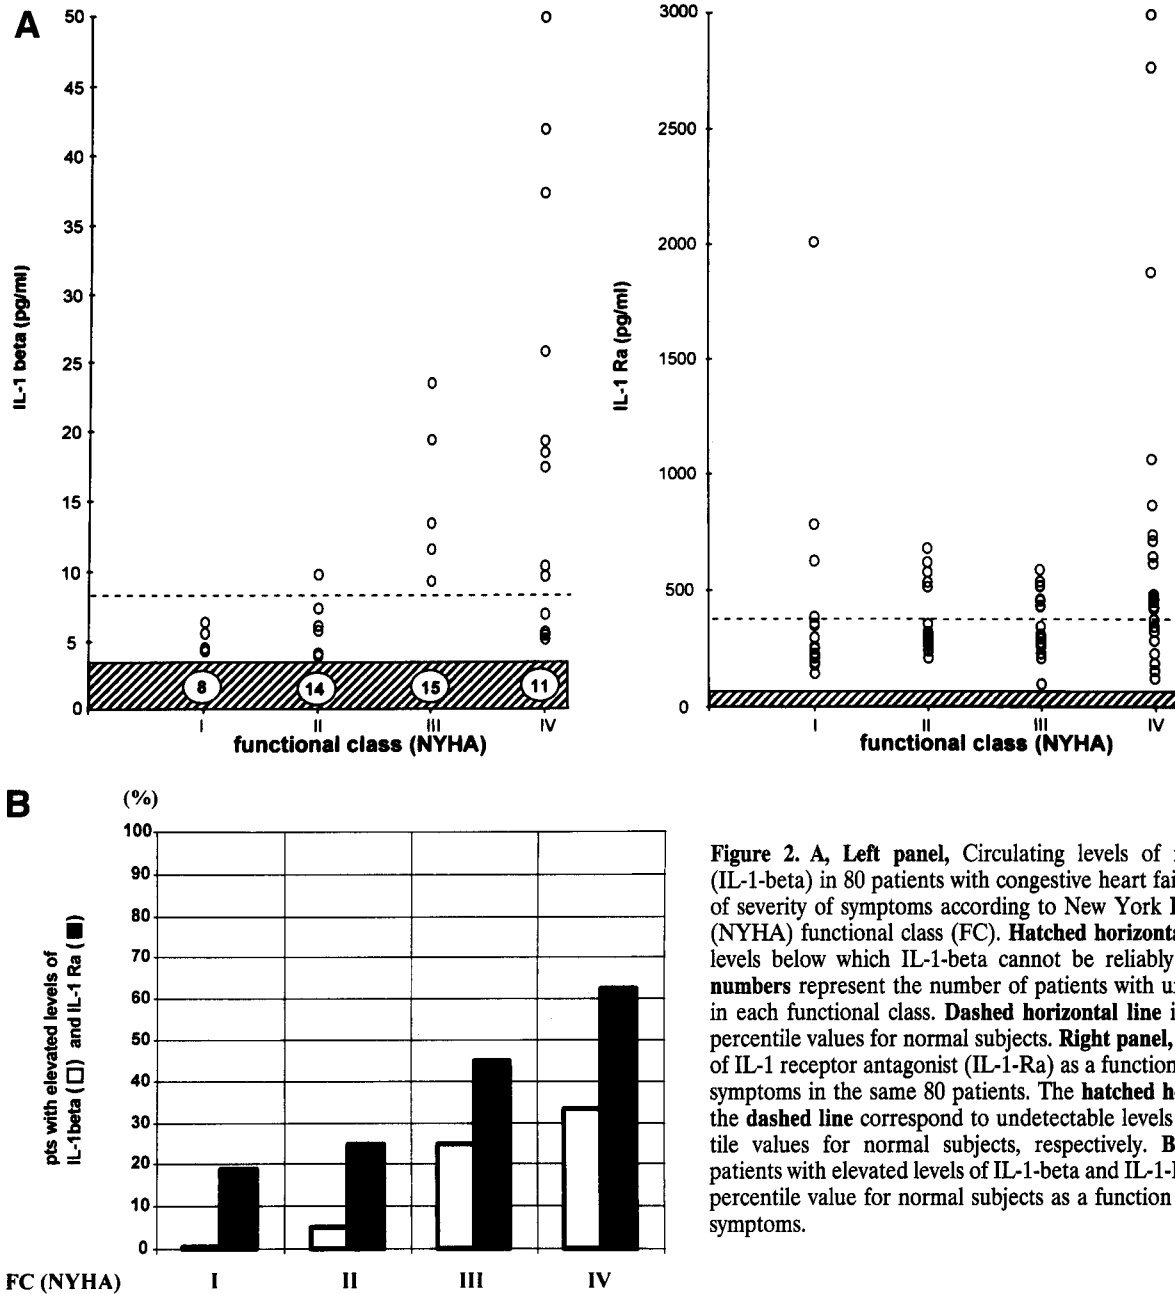 A
50
45
40
35
30
25
20
15
10
5
0
IL-1 beta (pg/ml)
8
14
15
11
I
II
III
IV
functional class (NYHA)
3000
2500
2000
1500
1000
500
0
IL-1 Ra (pg/ml)
I
II
III
IV
functional class (NYHA)
B
(%)
100
90
80
70
60
50
40
30
20
10
0
pts with elevated levels of
IL-1beta (□) and IL-1 Ra (■)
FC (NYHA)
I
II
III
IV
Figure 2. A, Left panel, Circulating levels of
(IL-1-beta) in 80 patients with congestive heart fai
of severity of symptoms according to New York
(NYHA) functional class (FC). Hatched horizont
levels below which IL-1-beta cannot be reliably
numbers represent the number of patients with u
in each functional class. Dashed horizontal line i
percentile values for normal subjects. Right panel,
of IL-1 receptor antagonist (IL-1-Ra) as a function
symptoms in the same 80 patients. The hatched h
the dashed line correspond to undetectable levels
tile values for normal subjects, respectively. B
patients with elevated levels of IL-1-beta and IL-1-
percentile value for normal subjects as a function
symptoms.